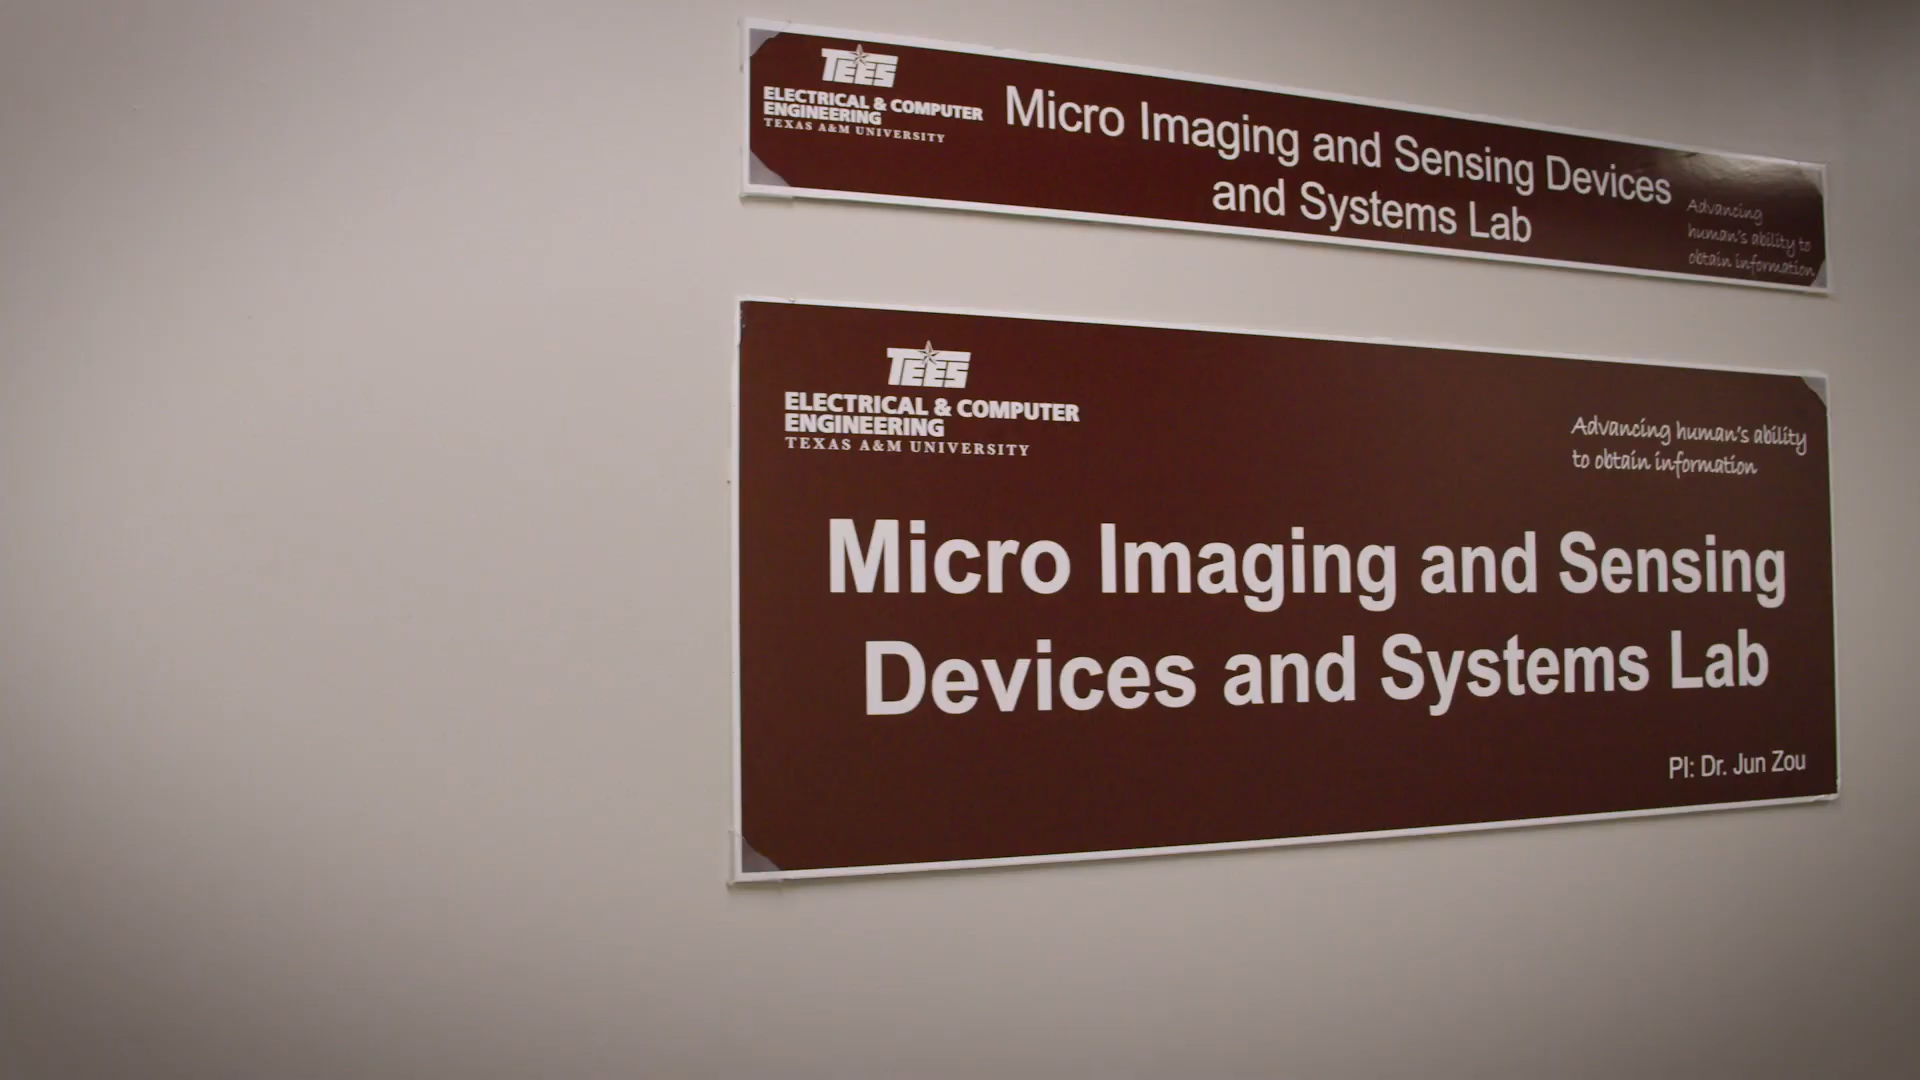 TEES
ELECTRICAL & COMPUTER
ENGINEERING
TEXAS A&M UNIVERSITY
Micro Imaging and Sensing Devices
and Systems Lab
Advancing
human's ability to
obtain information
TEES
ELECTRICAL & COMPUTER
ENGINEERING
TEXAS A&M UNIVERSITY
Advancing human's ability
to obtain information
Micro Imaging and Sensing
Devices and Systems Lab
PI: Dr. Jun Zou